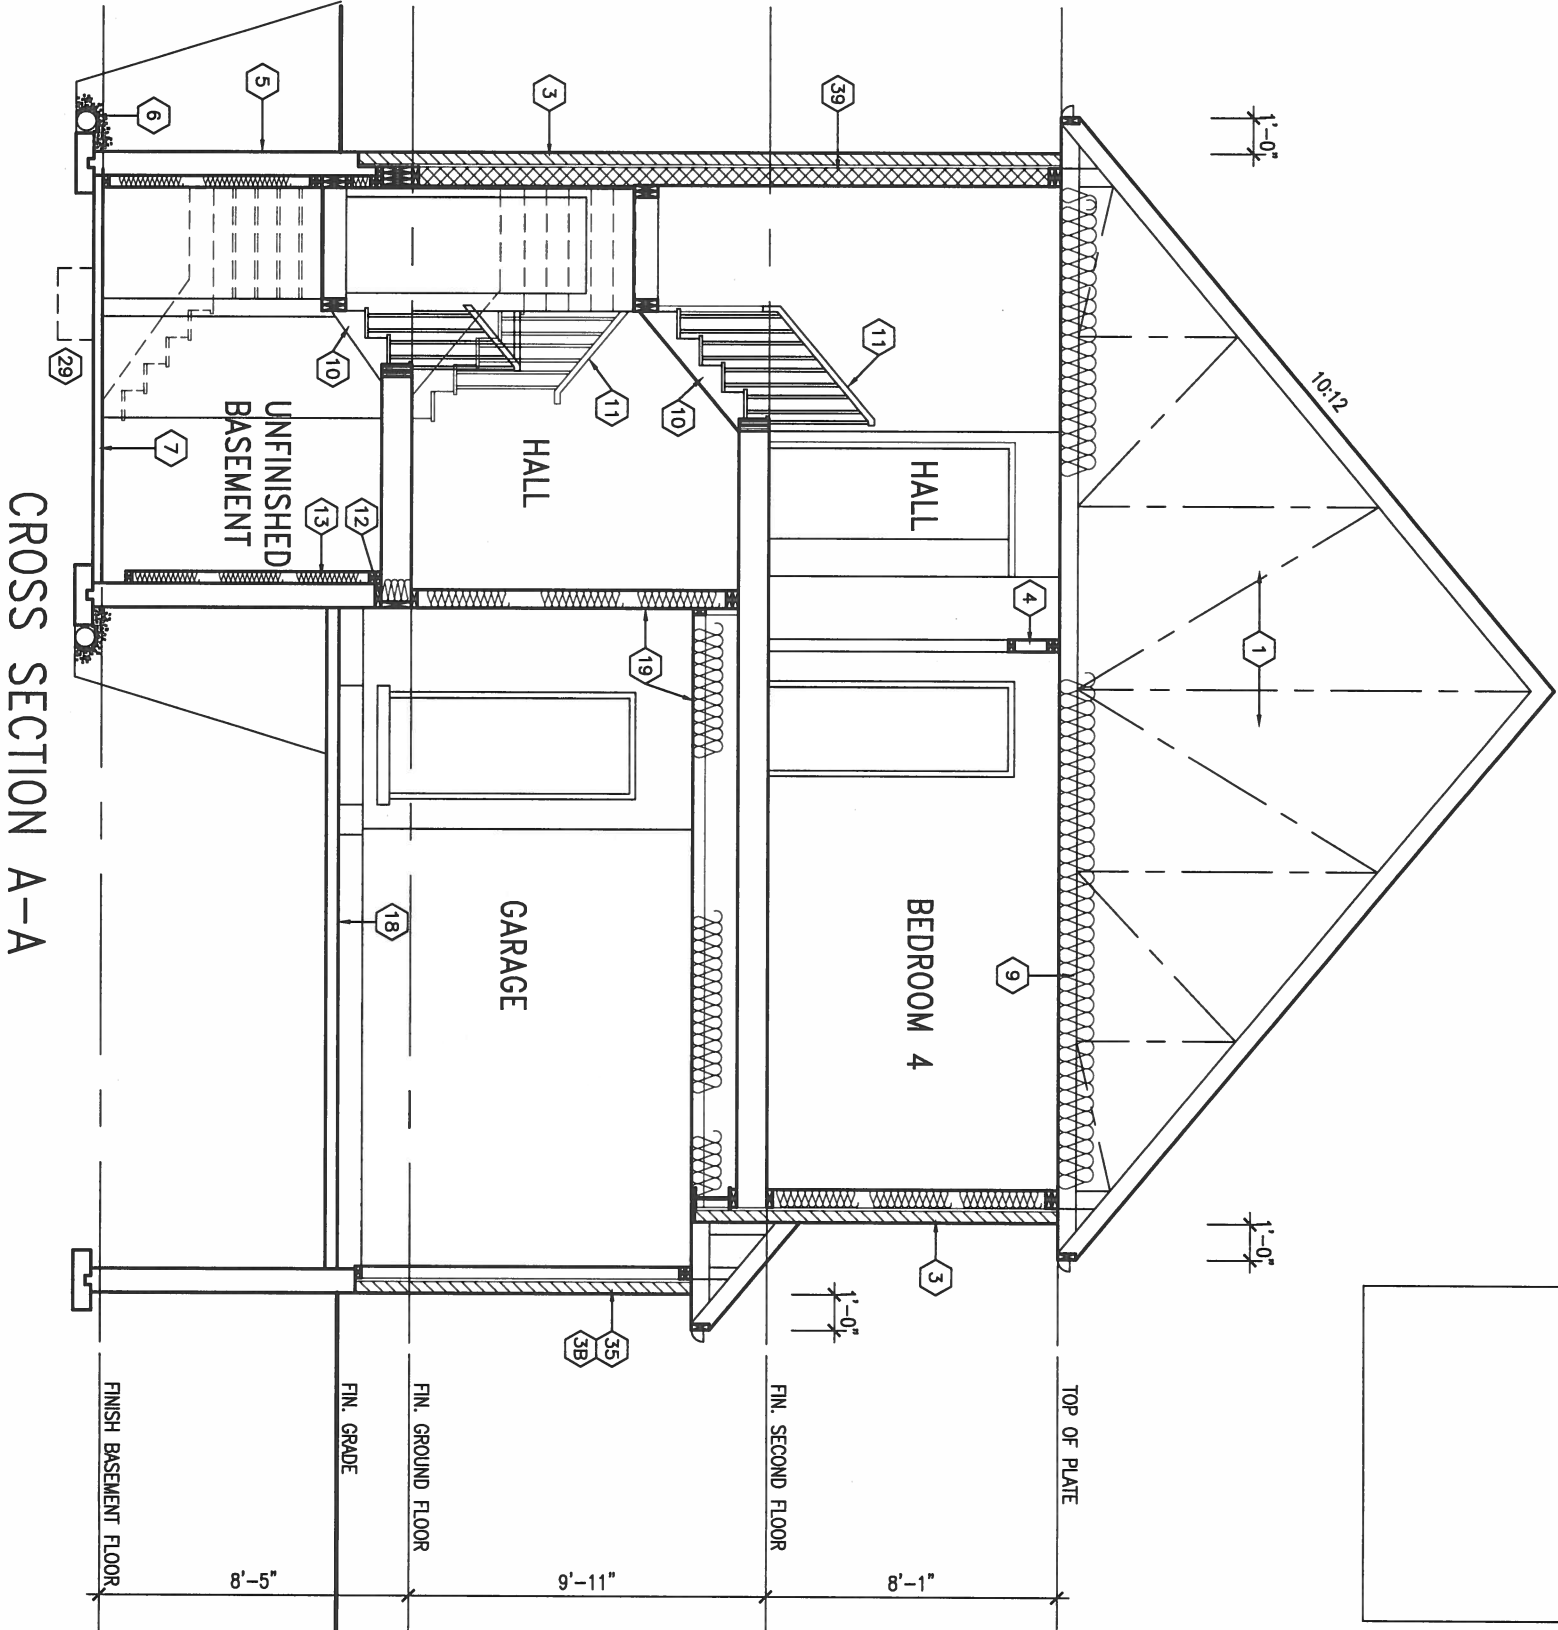 1'-0"
10:12
1
1'-0"
39
3
5
6
11
10
11
10
29
7
13
12
HALL
HALL
UNFINISHED
BASEMENT
4
9
19
BEDROOM 4
18
GARAGE
3
1'-0"
35
3B
TOP OF PLATE
8'-1"
FIN. SECOND FLOOR
9'-11"
FIN. GROUND FLOOR
FIN. GRADE
8'-5"
FINISH BASEMENT FLOOR
CROSS SECTION A-A